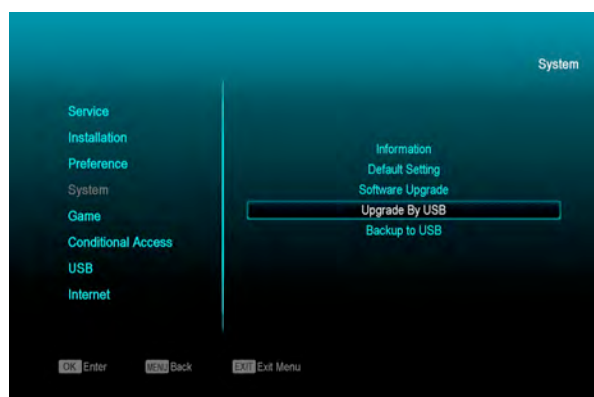 System
Service
Installation
Preference
System
Game
Conditional Access
USB
Internet
Information
Default Setting
Software Upgrade
Upgrade By USB
Backup to USB
OK Enter MENU Back EXIT Exit Menu